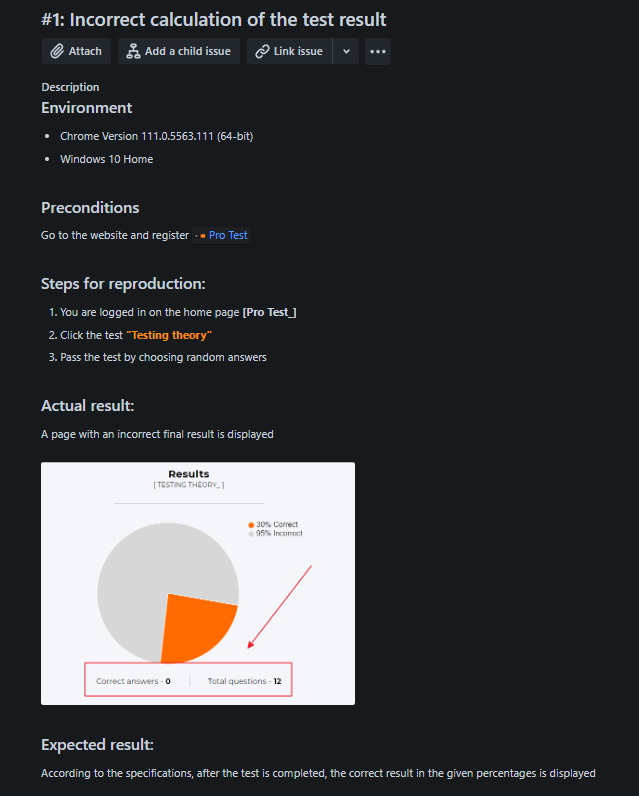 #1: Incorrect calculation of the test result
Attach
Add a child issue
Link issue
Description
Environment
• Chrome Version 111.0.5563.111 (64-bit)
• Windows 10 Home
Preconditions
Go to the website and register - Pro Test
Steps for reproduction:
1. You are logged in on the home page [Pro Test_]
2. Click the test "Testing theory"
3. Pass the test by choosing random answers
Actual result:
A page with an incorrect final result is displayed
Results
[ TESTING THEORY_ ]
30% Correct
95% Incorrect
Correct answers - 0 | Total questions - 12
Expected result:
According to the specifications, after the test is completed, the correct result in the given percentages is displayed